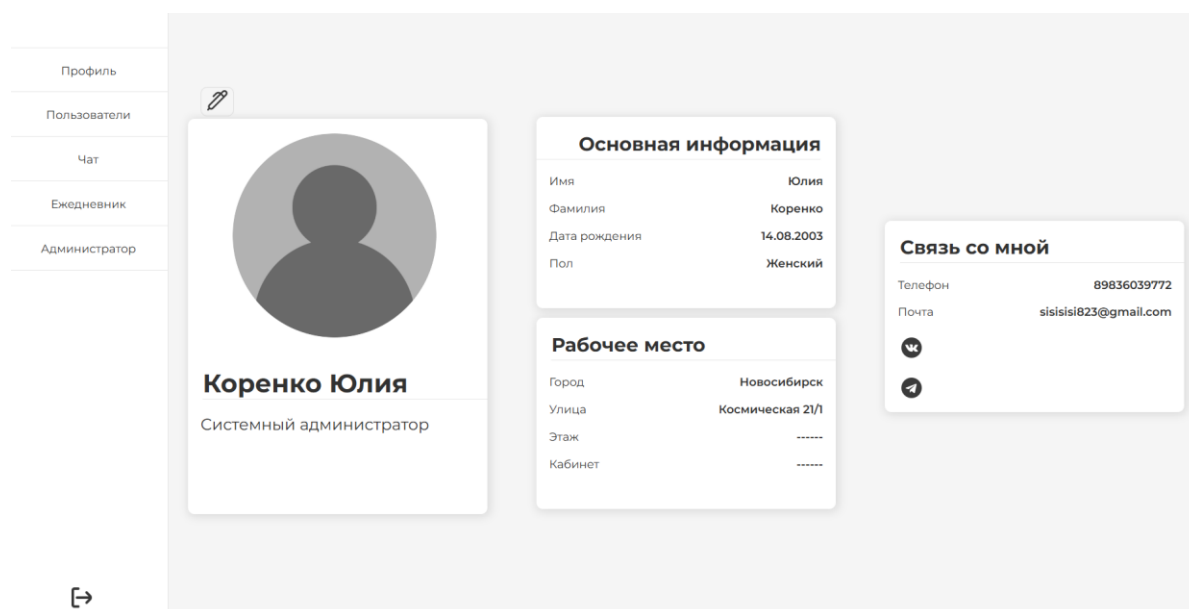 Профиль
Пользователи
Чат
Ежедневник
Администратор
Коренко Юлия
Системный администратор
Основная информация
Имя Юлия
Фамилия Коренко
Дата рождения 14.08.2003
Пол Женский
Рабочее место
Город Новосибирск
Улица Космическая 21/1
Этаж ------
Кабинет ------
Связь со мной
Телефон 89836039772
Почта sisisisi823@gmail.com